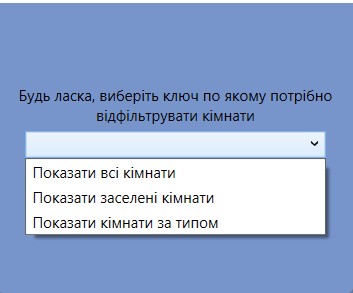 Будь ласка, виберіть ключ по якому потрібно
відфільтрувати кімнати
Показати всі кімнати
Показати заселені кімнати
Показати кімнати за типом